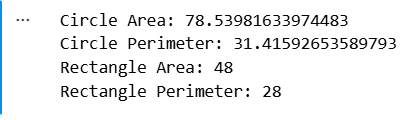 Circle Area: 78.53981633974483
Circle Perimeter: 31.41592653589793
Rectangle Area: 48
Rectangle Perimeter: 28